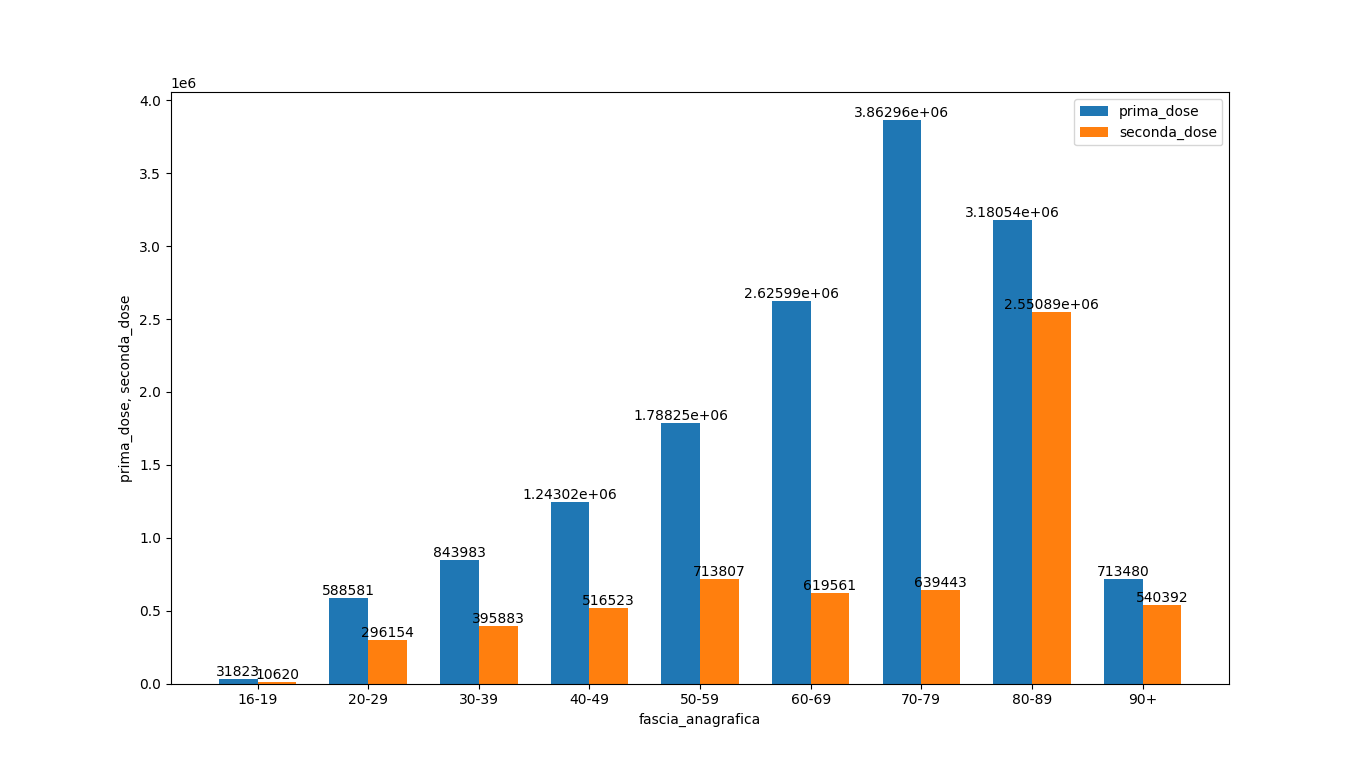 1e6
4.0
3.5
3.0
2.5
2.0
1.5
1.0
0.5
0.0
prima_dose, seconda_dose
prima_dose
seconda_dose
3.86296e+06
3.18054e+06
2.62599e+06
2.55089e+06
1.78825e+06
1.24302e+06
843983
588581
713807
619561
639443
713480
540392
516523
395883
296154
31823
10620
16-19
20-29
30-39
40-49
50-59
60-69
70-79
80-89
90+
fascia_anagrafica